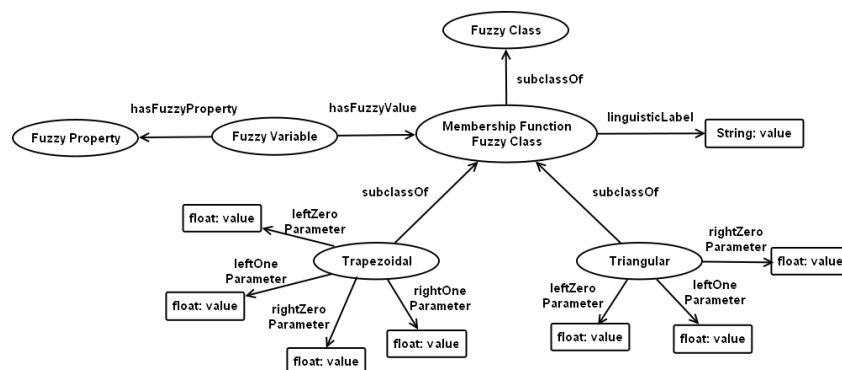 Fuzzy Class
subclassOf
hasFuzzyProperty
hasFuzzyValue
linguisticLabel
Fuzzy Property
Fuzzy Variable
Membership Function
Fuzzy Class
String: value
subclassOf
subclassOf
float: value
leftZero
Parameter
rightZero
Parameter
leftOne
Parameter
Trapezoidal
Triangular
float: value
float: value
rightZero
Parameter
rightOne
Parameter
leftZero
Parameter
leftOne
Parameter
float: value
float: value
float: value
float: value